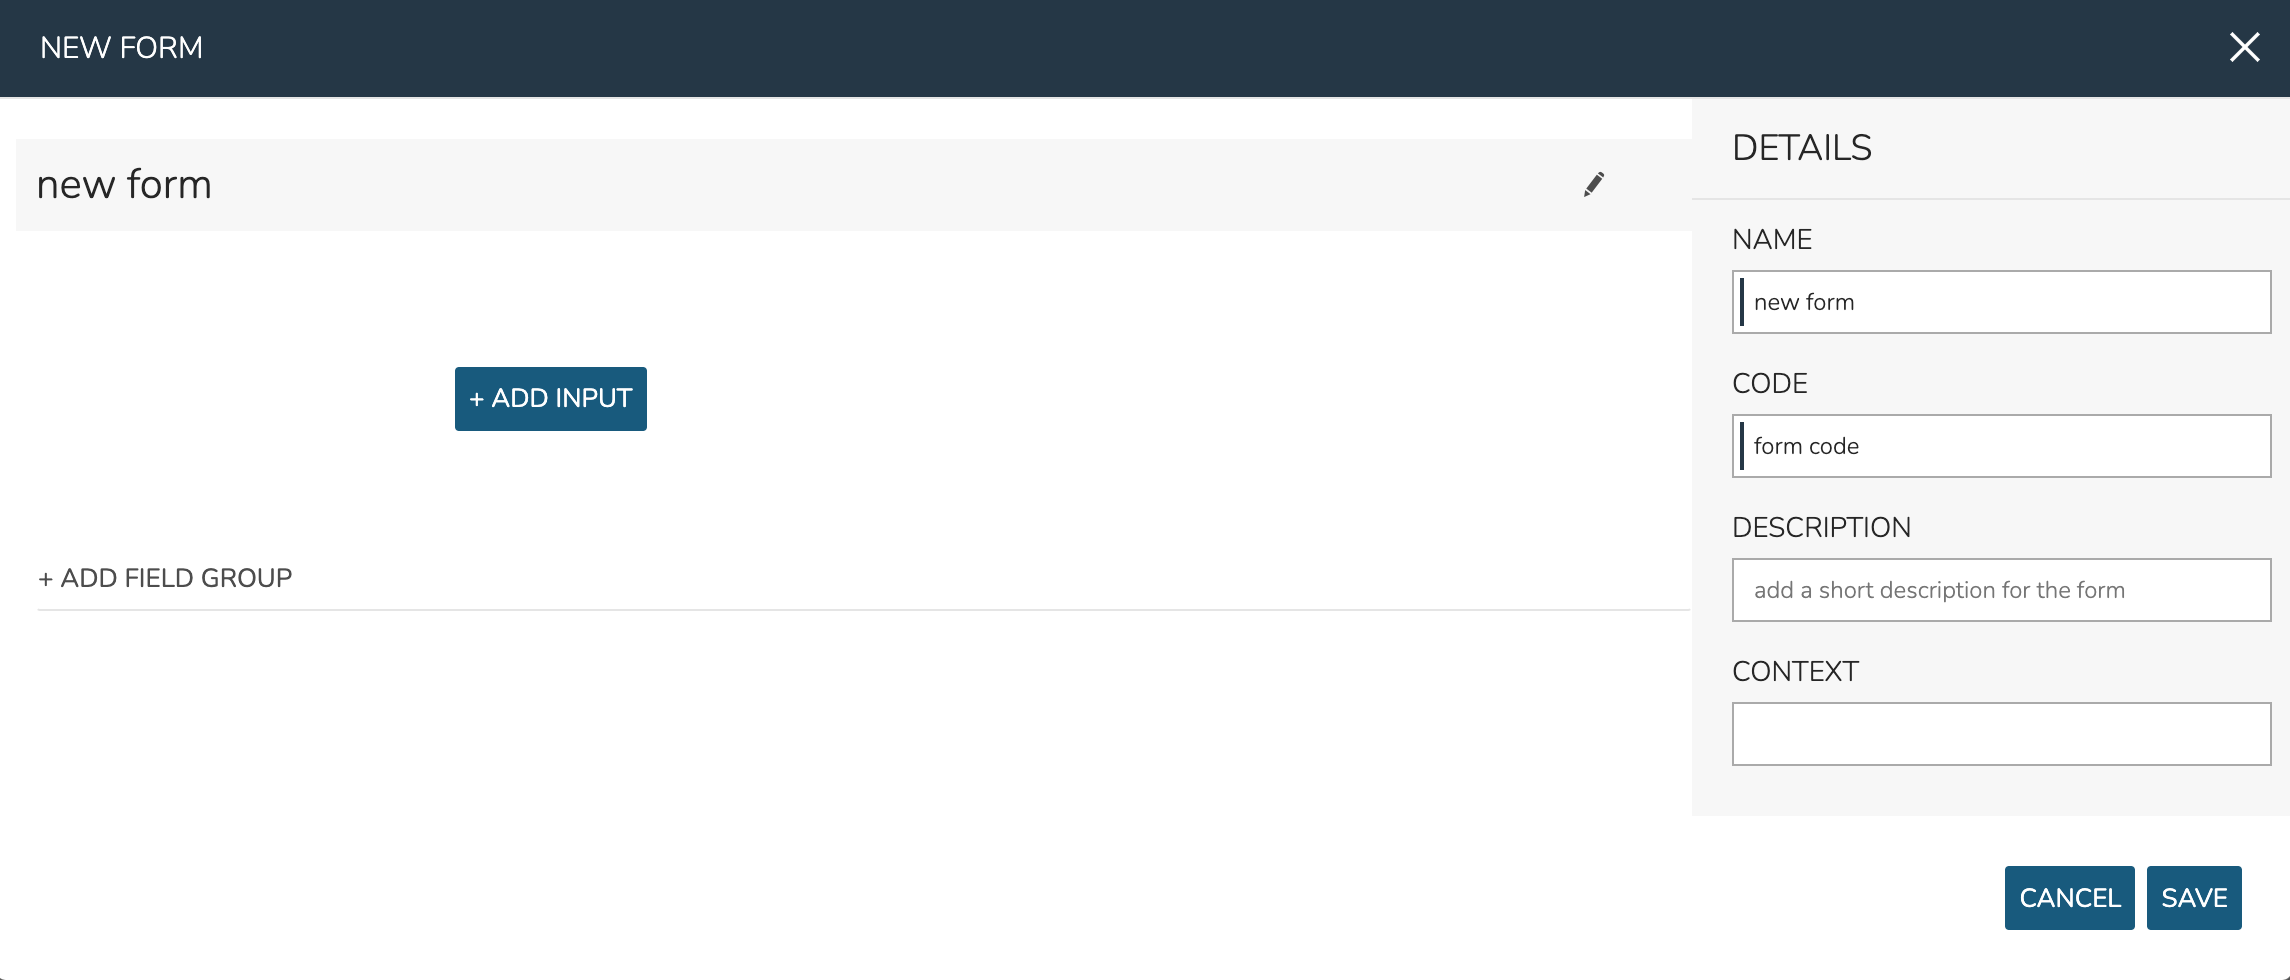 NEW FORM
new form
+ ADD INPUT
+ ADD FIELD GROUP
DETAILS
NAME
new form
CODE
form code
DESCRIPTION
add a short description for the form
CONTEXT
CANCEL
SAVE